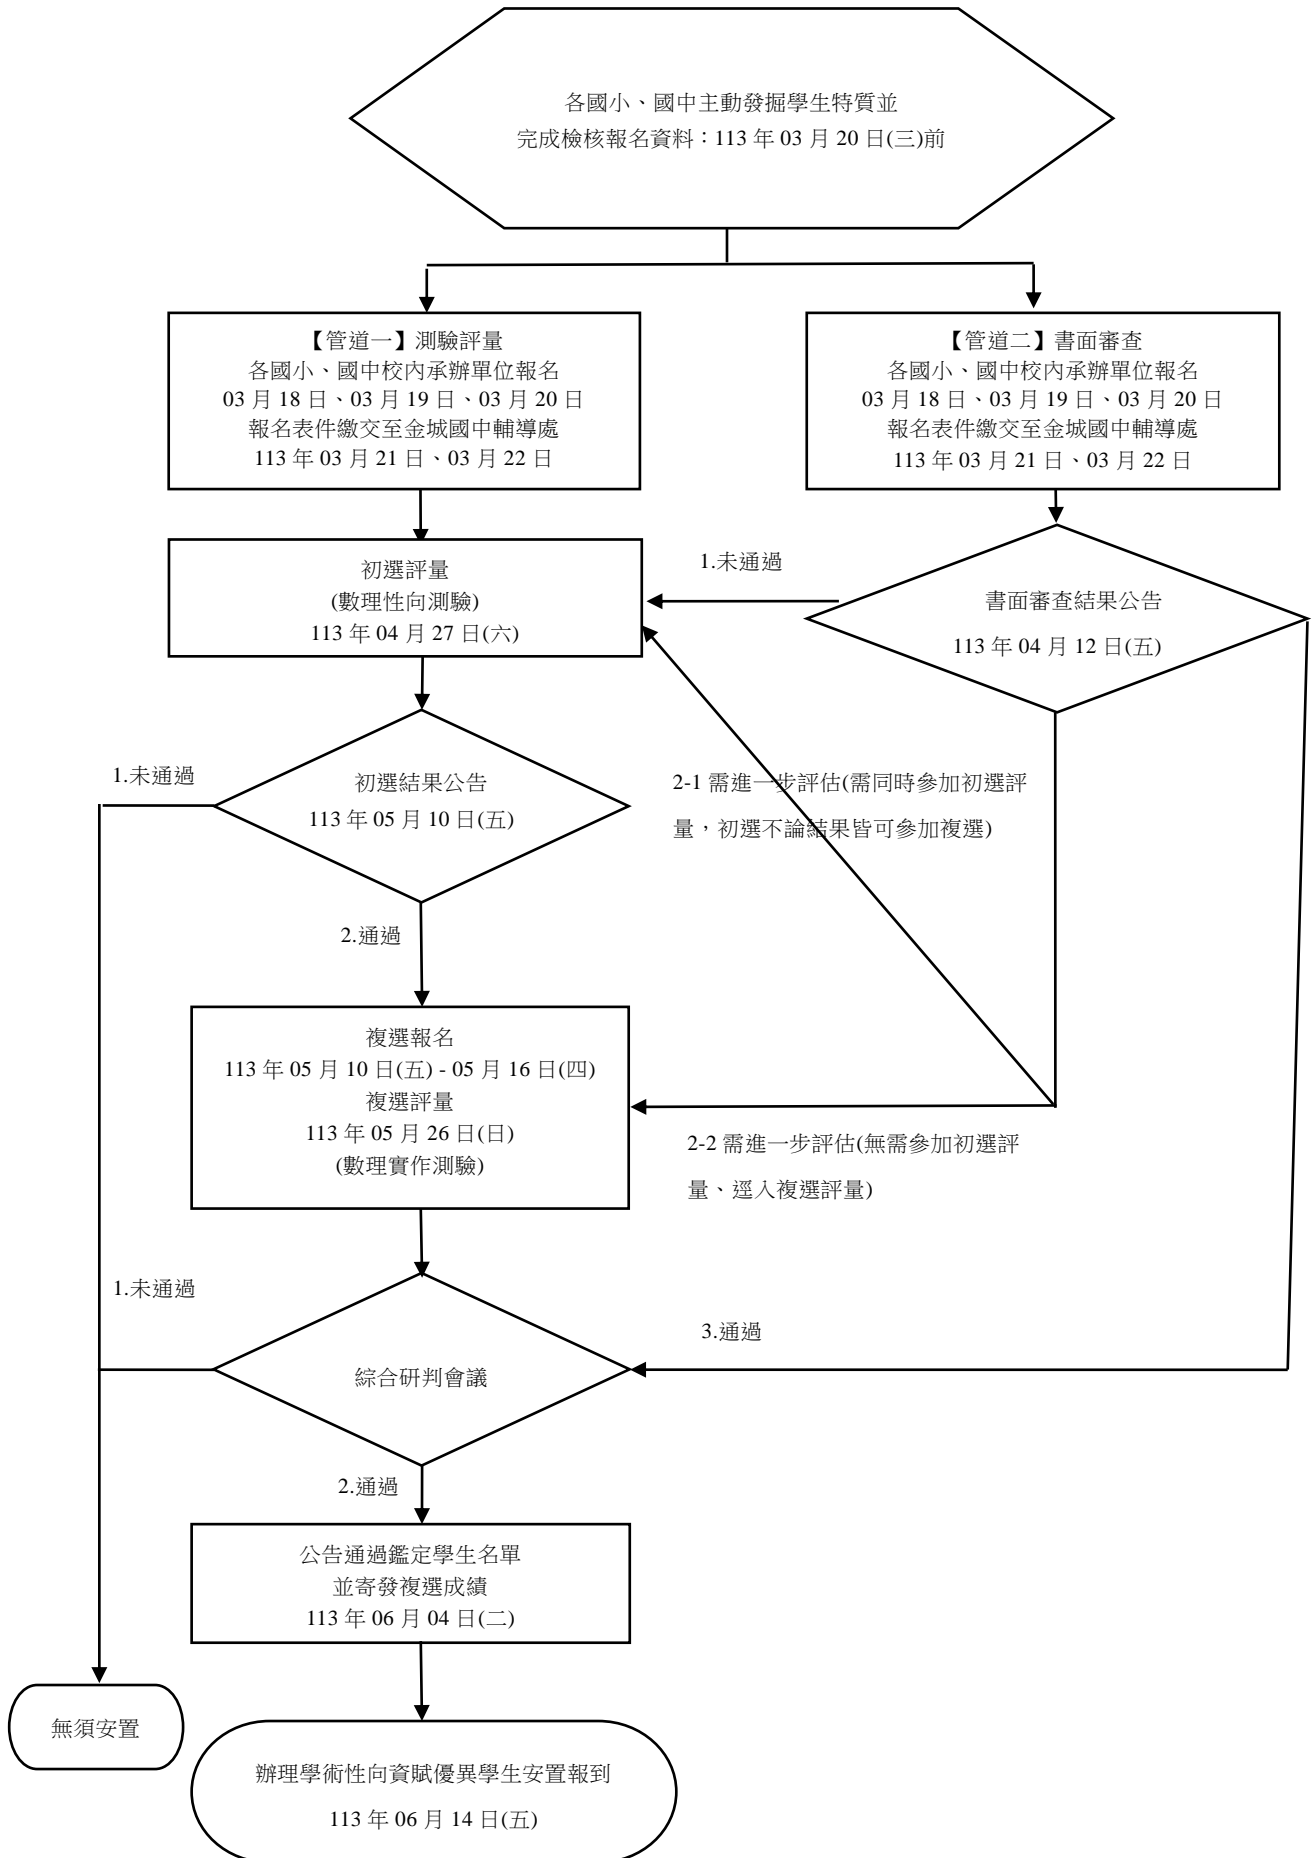 各國小、國中主動發掘學生特質並
完成檢核報名資料：113 年 03 月 20 日(三)前
【管道一】測驗評量
各國小、國中校內承辦單位報名
03 月 18 日、03 月 19 日、03 月 20 日
報名表件繳交至金城國中輔導處
113 年 03 月 21 日、03 月 22 日
【管道二】書面審查
各國小、國中校內承辦單位報名
03 月 18 日、03 月 19 日、03 月 20 日
報名表件繳交至金城國中輔導處
113 年 03 月 21 日、03 月 22 日
初選評量
(數理性向測驗)
113 年 04 月 27 日(六)
1.未通過
書面審查結果公告
113 年 04 月 12 日(五)
1.未通過
初選結果公告
113 年 05 月 10 日(五)
2-1 需進一步評估(需同時參加初選評
量，初選不論結果皆可參加複選)
2.通過
複選報名
113 年 05 月 10 日(五) - 05 月 16 日(四)
複選評量
113 年 05 月 26 日(日)
(數理實作測驗)
2-2 需進一步評估(無需參加初選評
量、逕入複選評量)
1.未通過
3.通過
綜合研判會議
2.通過
公告通過鑑定學生名單
並寄發複選成績
113 年 06 月 04 日(二)
無須安置
辦理學術性向資賦優異學生安置報到
113 年 06 月 14 日(五)